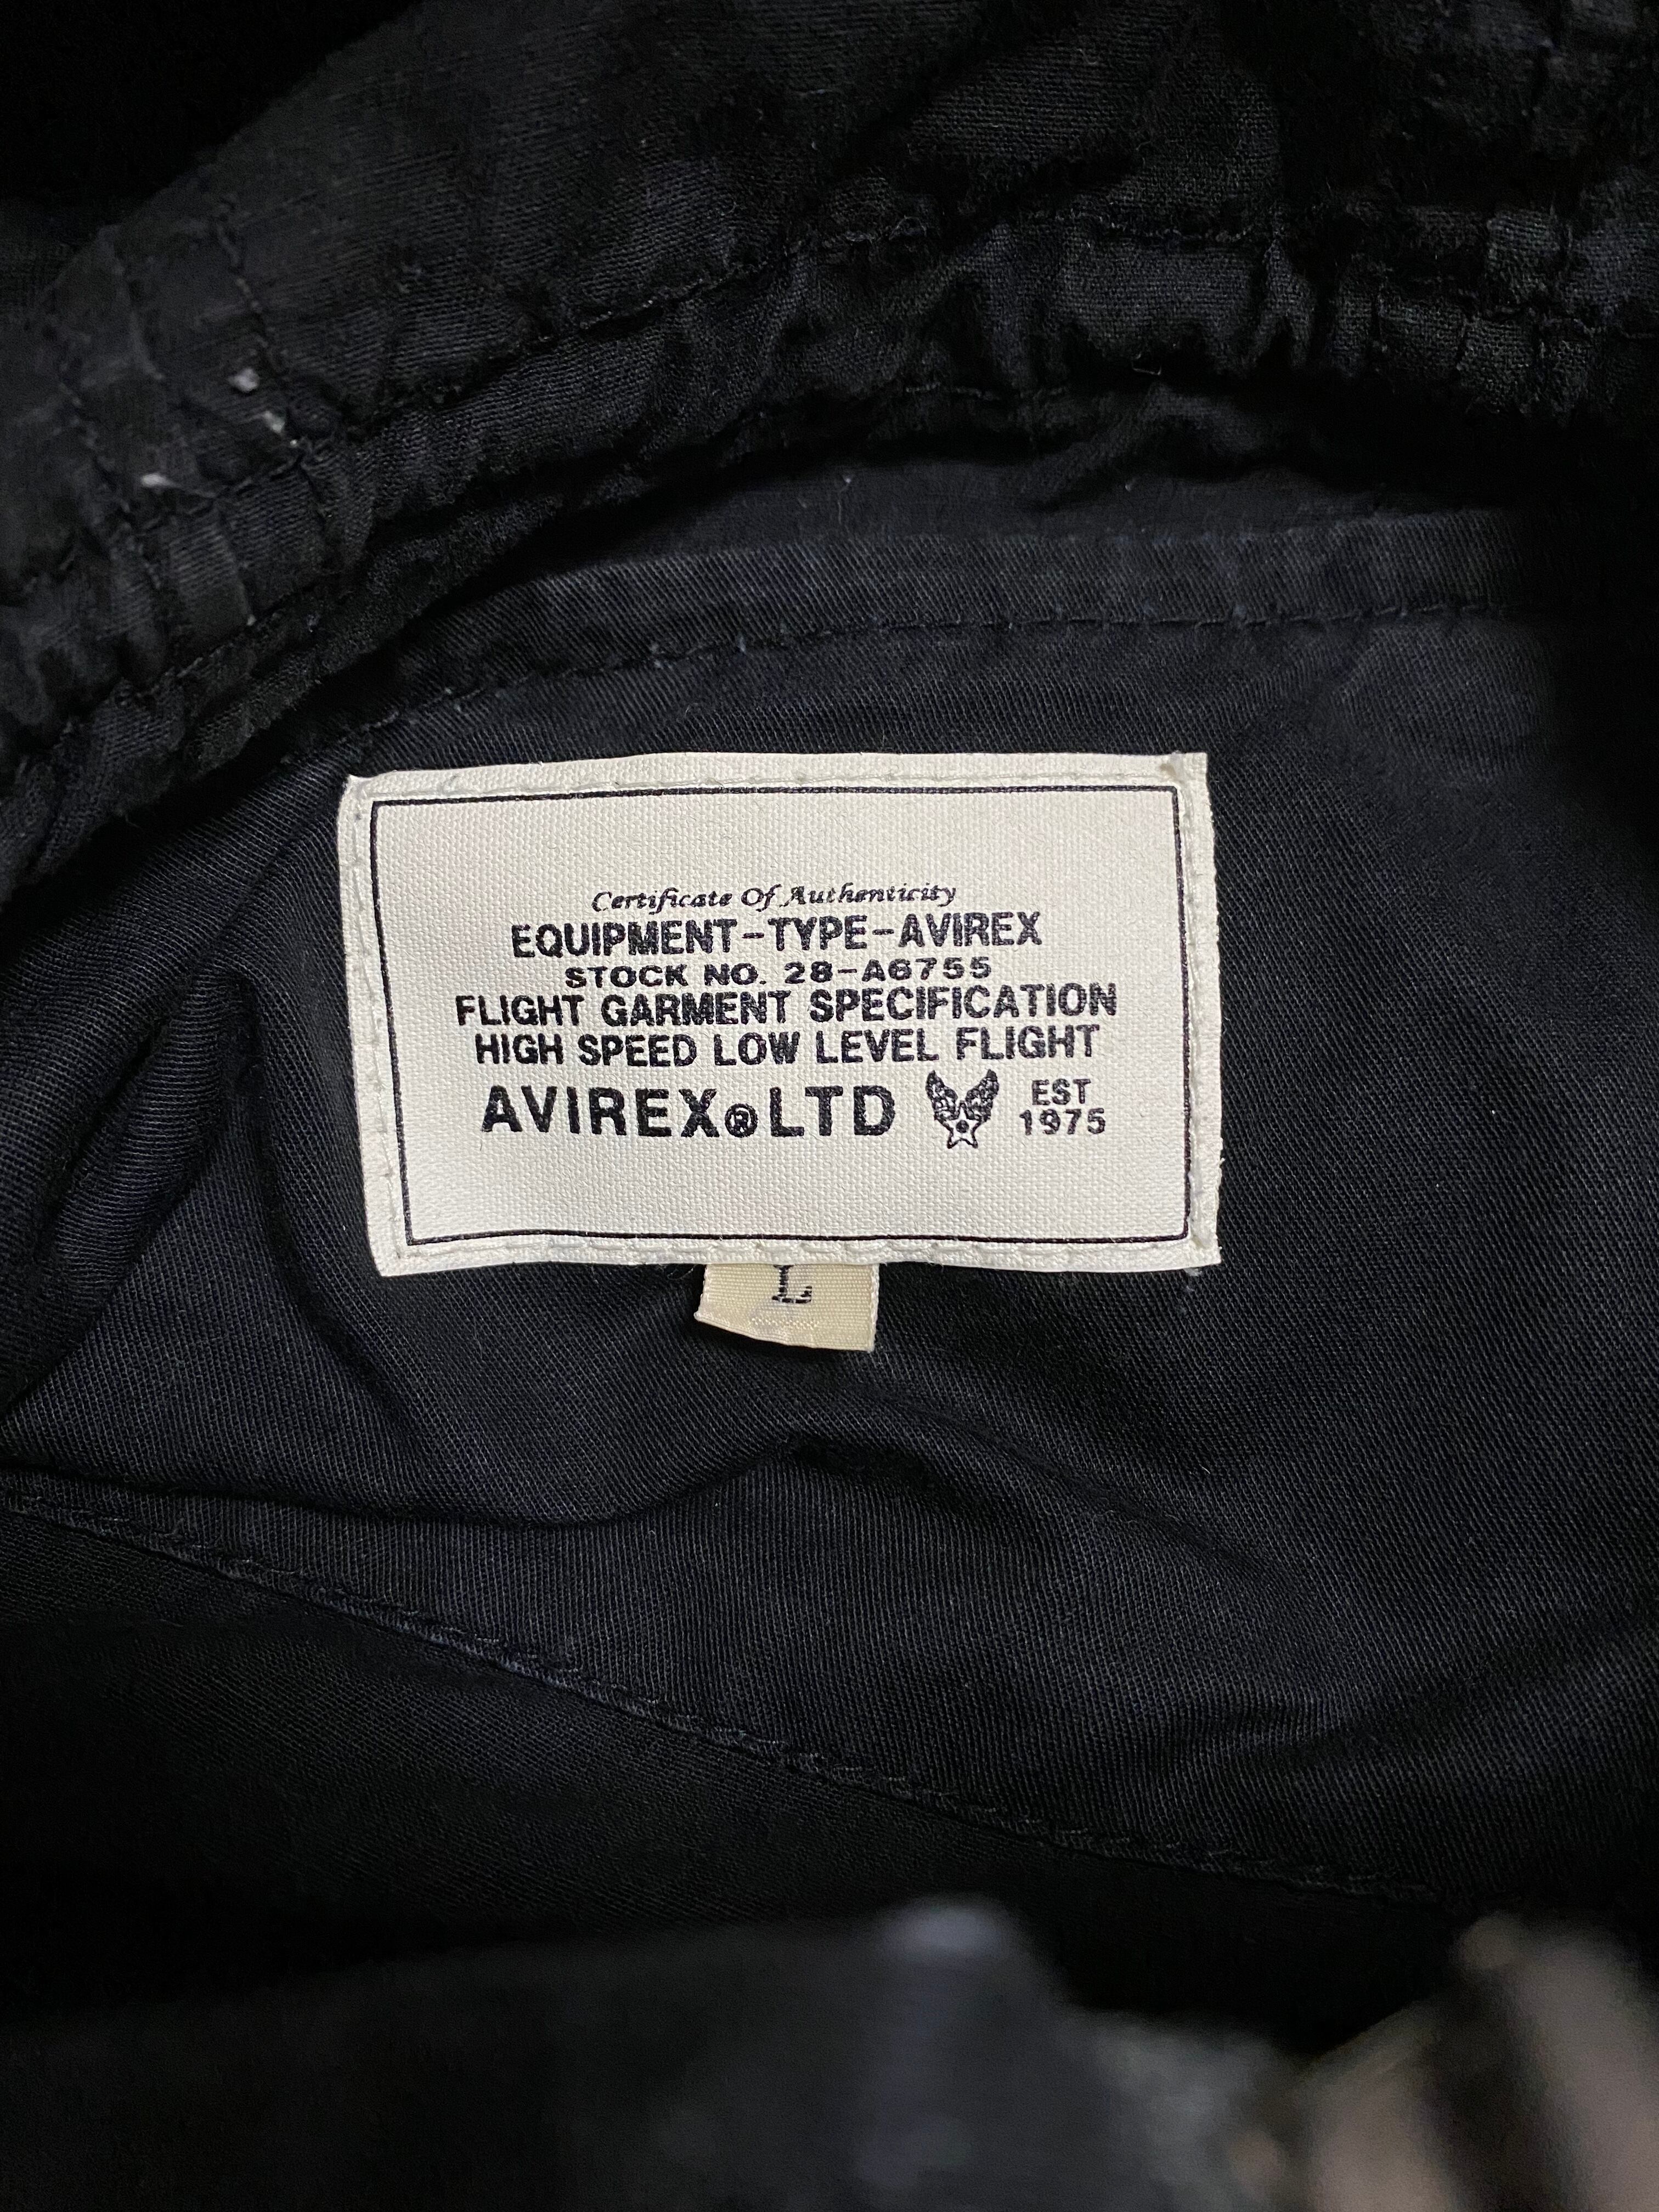 Certificate Of Authenticity
EQUIPMENT-TYPE-AVIREX
STOCK NO. 28-A6755
FLIGHT GARMENT SPECIFICATION
HIGH SPEED LOW LEVEL FLIGHT
AVIREX®LTD EST 1975
L